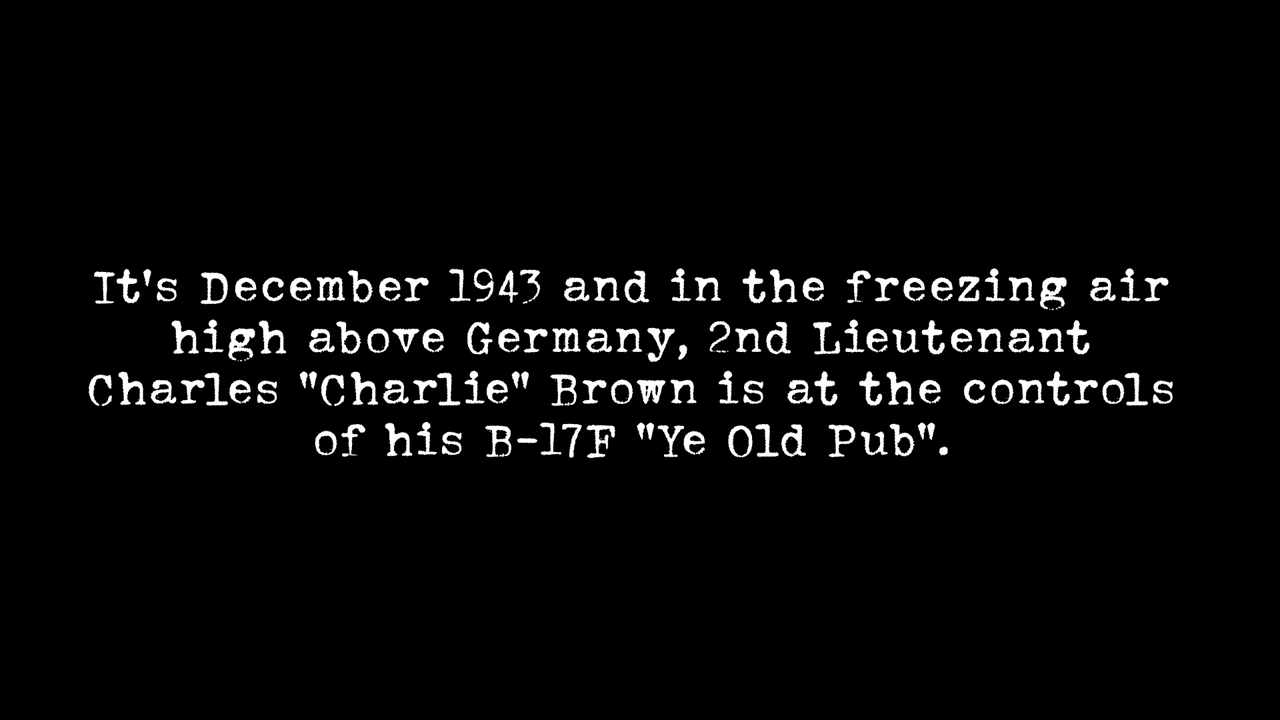 It's December 1943 and in the freezing air
high above Germany, 2nd Lieutenant
Charles "Charlie" Brown is at the controls
of his B-17F "Ye Old Pub".